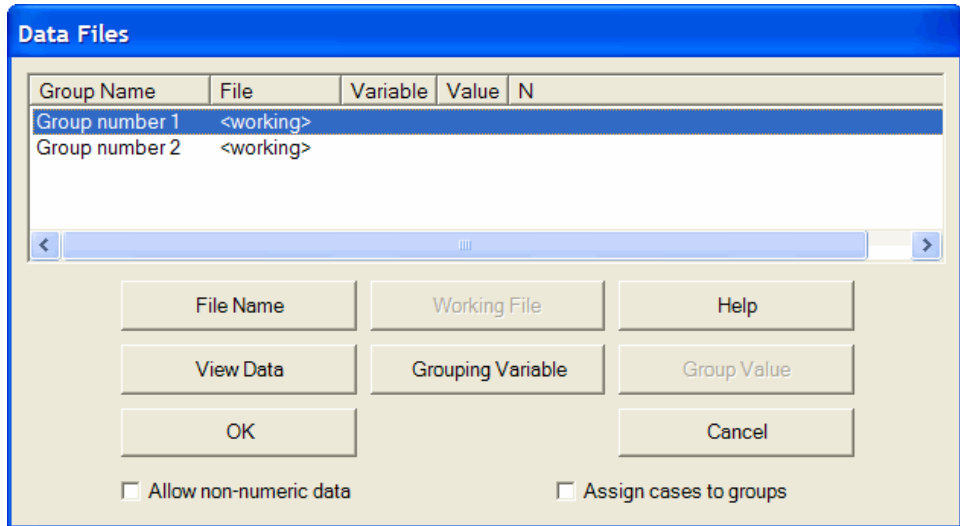 Data Files
Group Name File Variable Value N
Group number 1 <working>
Group number 2 <working>
File Name Working File Help
View Data Grouping Variable Group Value
OK Cancel
Allow non-numeric data Assign cases to groups